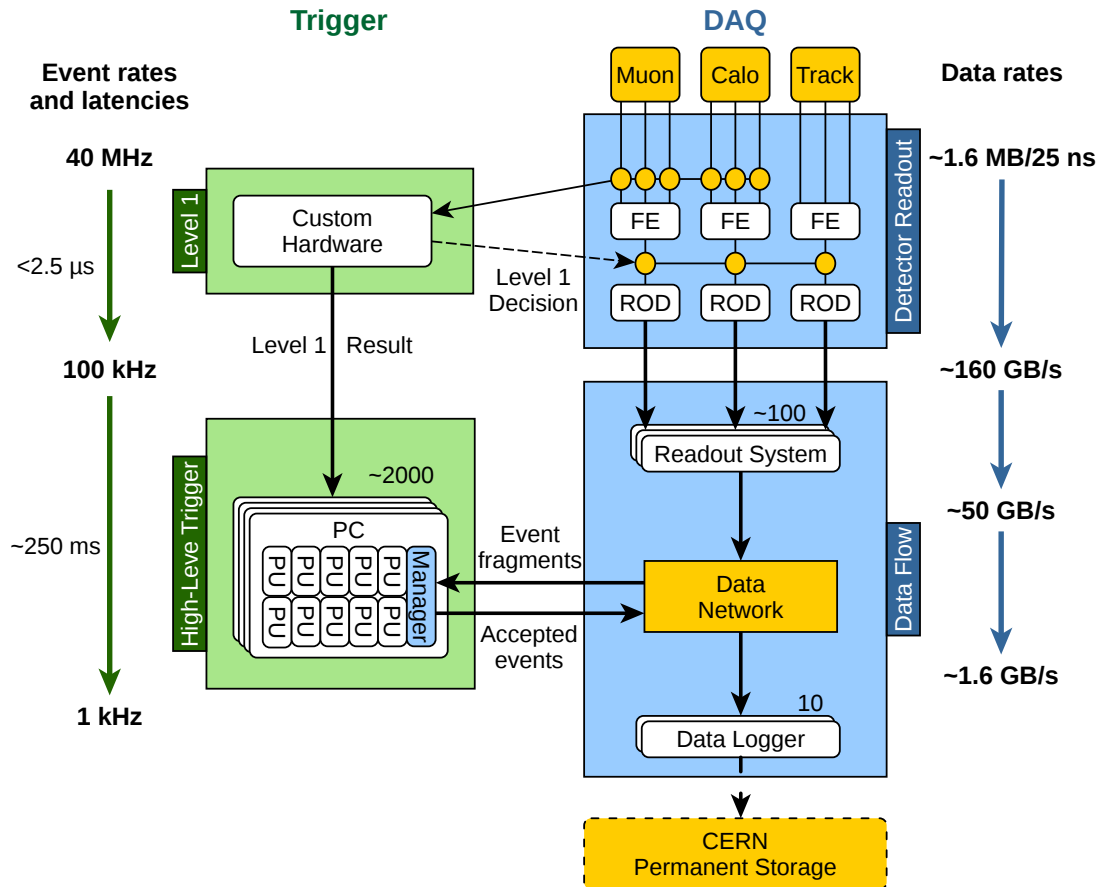 Trigger
DAQ
Event rates
and latencies
Muon
Calo
Track
Data rates
40 MHz
~1.6 MB/25 ns
Level 1
Custom
Hardware
FE
FE
FE
Detector Readout
<2.5 µs
Level 1
Decision
ROD
ROD
ROD
Level 1
Result
100 kHz
~160 GB/s
~100
Readout System
~2000
~50 GB/s
High-Leve Trigger
~250 ms
PC
PU
PU
PU
PU
PU
PU
PU
PU
PU
PU
Manager
Event
fragments
Data
Network
Data Flow
Accepted
events
~1.6 GB/s
1 kHz
10
Data Logger
CERN
Permanent Storage